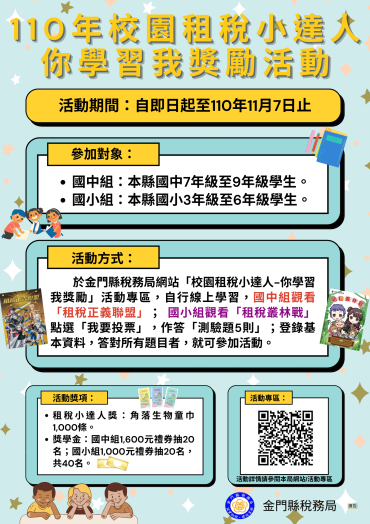 110年校園租稅小達人
你學習我獎勵活動
活動期間：自即日起至110年11月7日止
參加對象：
• 國中組：本縣國中7年級至9年級學生。
• 國小組：本縣國小3年級至6年級學生。
活動方式：
於金門縣稅務局網站「校園租稅小達人-你學習
我獎勵」活動專區，自行線上學習，國中組觀看
「租稅正義聯盟」； 國小組觀看「租稅叢林戰」
點選「我要投票」，作答「測驗題5則」；登錄基
本資料，答對所有題目者，就可參加活動。
活動獎項：
• 租稅小達人獎：角落生物童巾
1,000條。
• 獎學金：國中組1,600元禮券抽20
名；國小組1,000元禮券抽20名，
共40名。
活動專區：
活動詳情請參閱本局網站/活動專區
金門縣稅務局
廣告